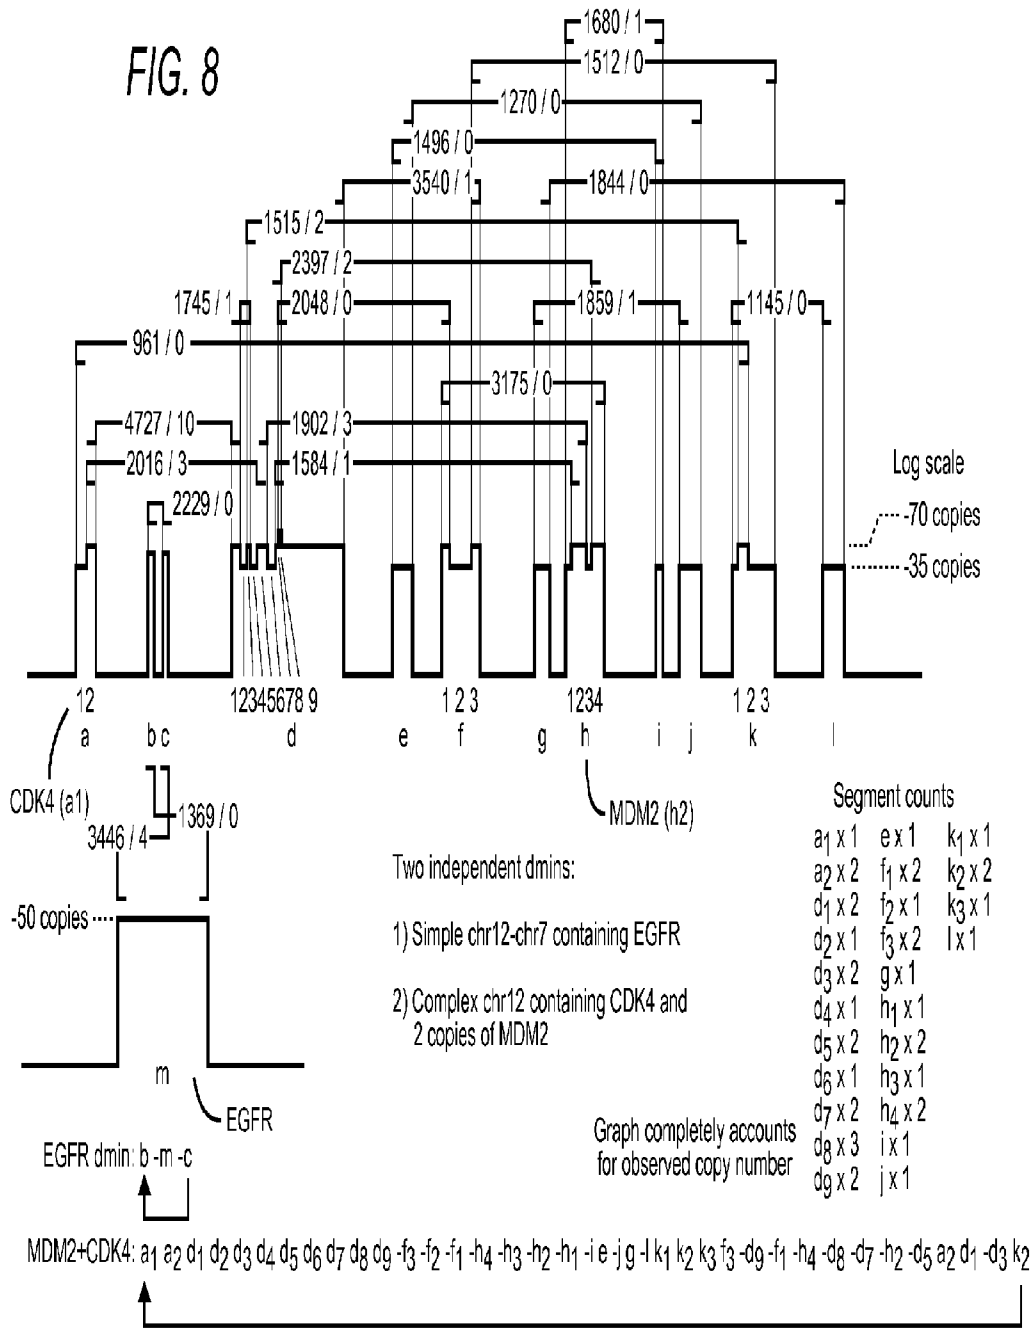 FIG. 8
1680 / 1
1512 / 0
1270 / 0
1496 / 0
3540 / 1
1844 / 0
1515 / 2
2397 / 2
1745 / 1
2048 / 0
1859 / 1
1145 / 0
961 / 0
3175 / 0
4727 / 10
1902 / 3
2016 / 3
1584 / 1
2229 / 0
Log scale
-70 copies
-35 copies
12
123456789
1 2 3
1234
1 2 3
a
b c
d
e
f
g
h
i
j
k
l
CDK4 (a1)
MDM2 (h2)
1369 / 0
3446 / 4
-50 copies
m
EGFR
Two independent dmins:
1) Simple chr12-chr7 containing EGFR
2) Complex chr12 containing CDK4 and
2 copies of MDM2
Segment counts
a1 x 1 e x 1 k1 x 1
a2 x 2 f1 x 2 k2 x 2
d1 x 2 f2 x 1 k3 x 1
d2 x 1 f3 x 2 l x 1
d3 x 2 g x 1
d4 x 1 h1 x 1
d5 x 2 h2 x 2
d6 x 1 h3 x 1
d7 x 2 h4 x 2
d8 x 3 i x 1
d9 x 2 j x 1
Graph completely accounts
for observed copy number
EGFR dmin: b -m -c
MDM2+CDK4: a1 a2 d1 d2 d3 d4 d5 d6 d7 d8 d9 -f3 -f2 -f1 -h4 -h3 -h2 -h1 -i e -j g -l k1 k2 k3 f3 -d9 -f1 -h4 -d8 -d7 -h2 -d5 a2 d1 -d3 k2